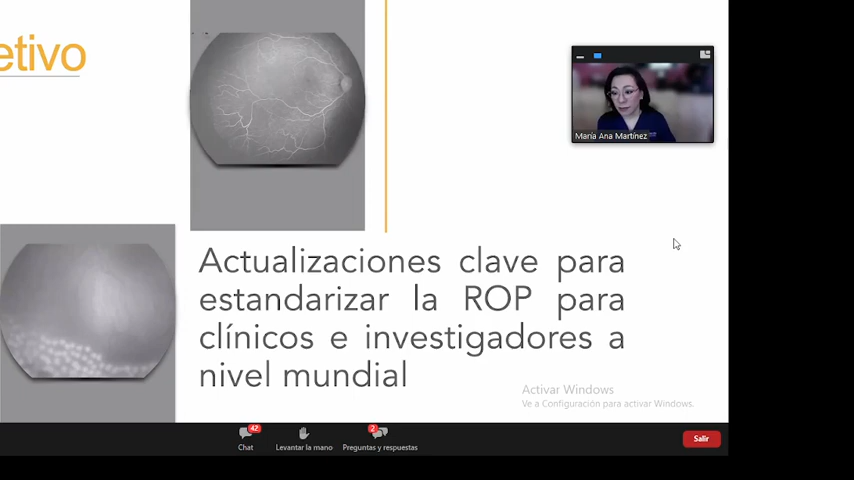 etivo
María Ana Martínez
Actualizaciones clave para
estandarizar la ROP para
clínicos e investigadores a
nivel mundial
Activar Windows
Ve a Configuración para activar Windows.
42
2
Chat
Levantar la mano
Preguntas y respuestas
Salir